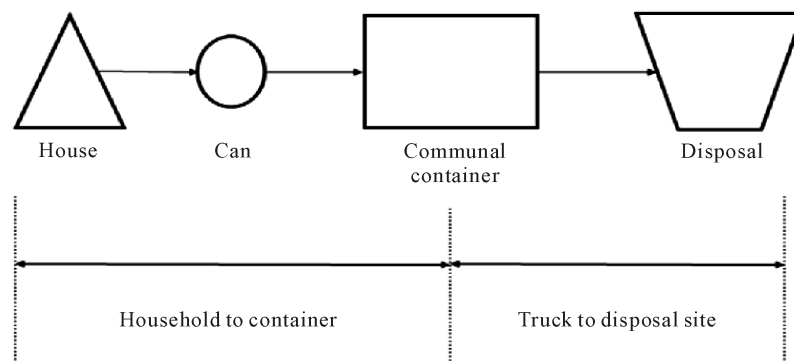 House
Can
Communal
container
Disposal
Household to container
Truck to disposal site